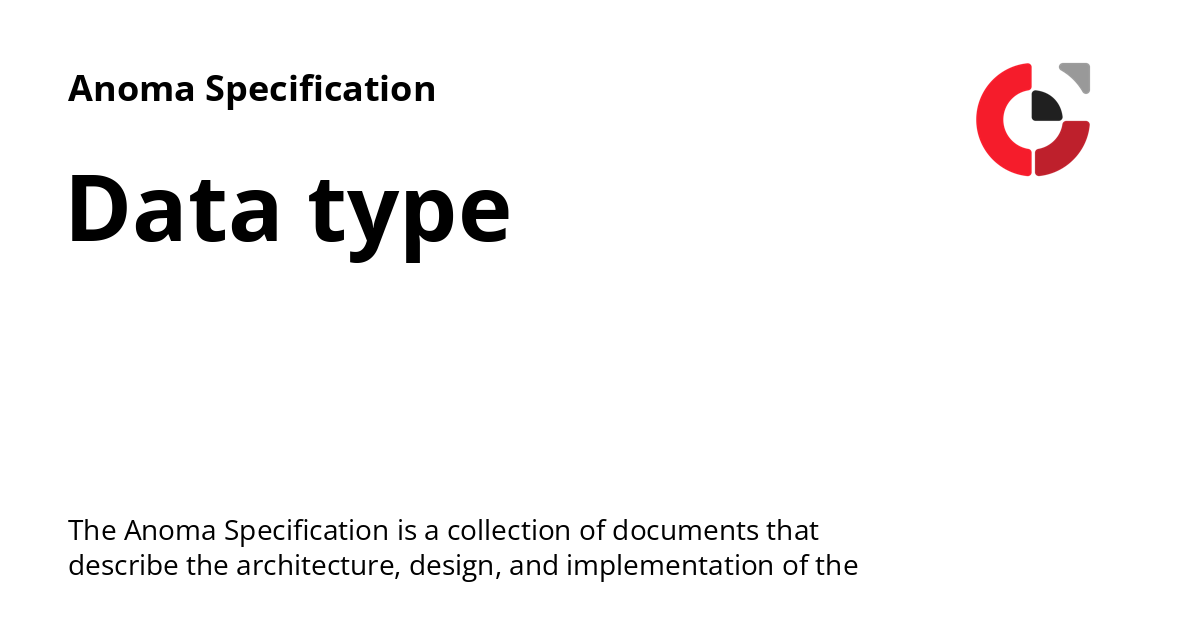 Anoma Specification
Data type
The Anoma Specification is a collection of documents that
describe the architecture, design, and implementation of the